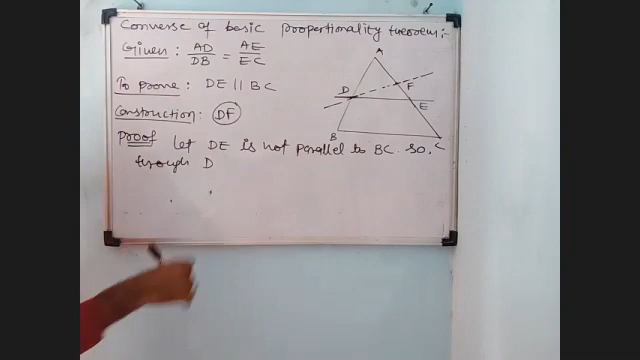 Converse of basic proportionality theorem:-
Given : AD/DB = AE/EC
To prove : DE || BC
Construction : DF
Proof Let DE is not parallel to BC. So,
through D
A
D
F
E
B
C